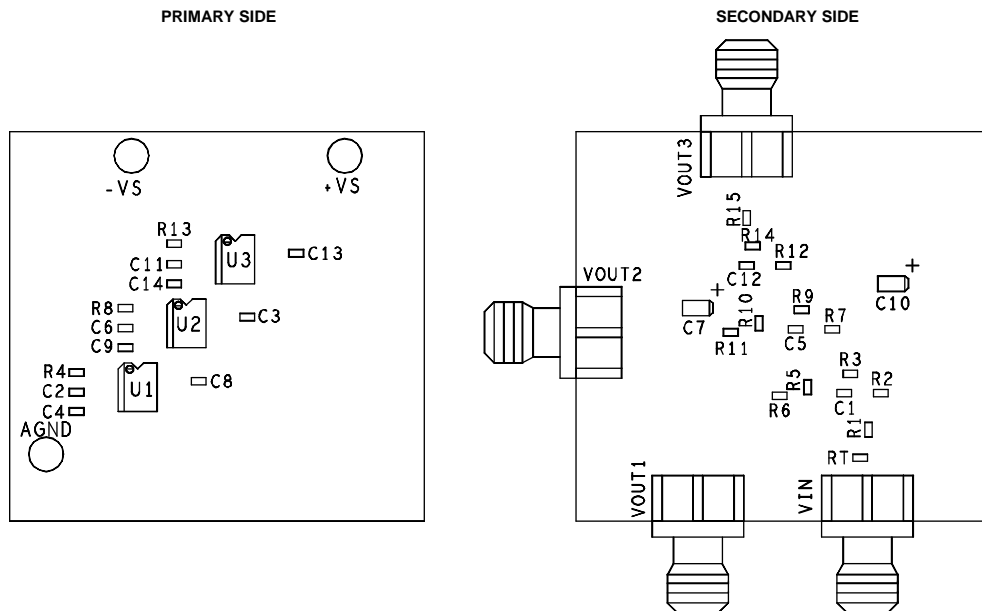 PRIMARY SIDE
-VS
+VS
R13
C11
C14
U3
C13
R8
C6
C9
U2
C3
R4
C2
C4
U1
C8
AGND
SECONDARY SIDE
VOUT3
R15
R14
C12
R12
VOUT2
+
C7
R10
R11
R9
C5
R7
+
C10
R3
R5
R6
C1
R2
R1
RT
VOUT1
VIN